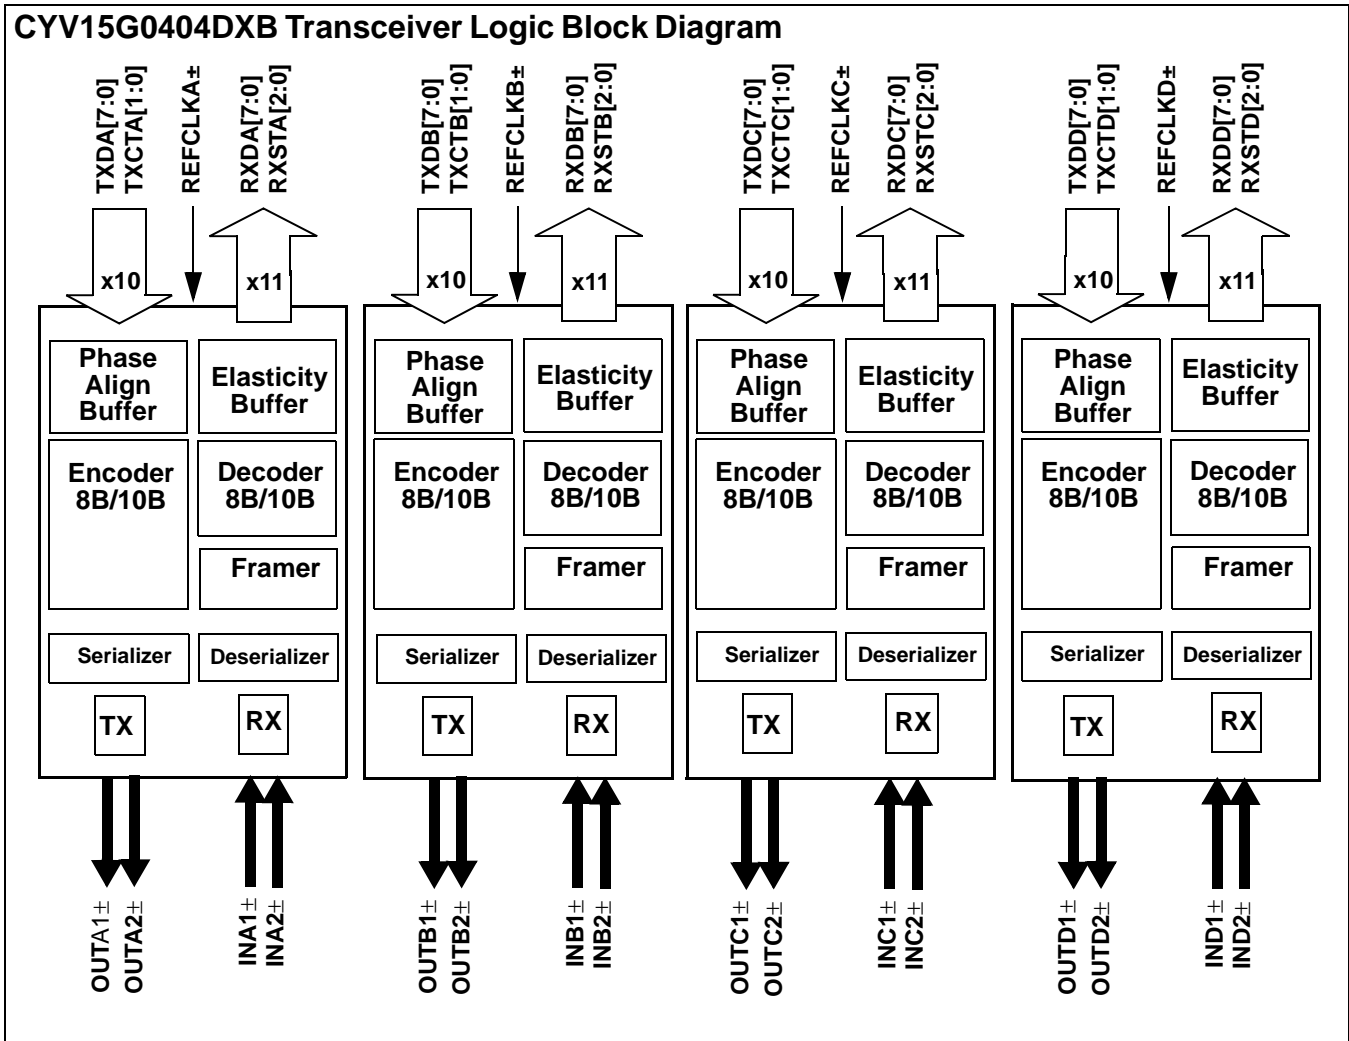 CYV15G0404DXB Transceiver Logic Block Diagram
TXDA[7:0]
TXCTA[1:0]
REFCLKA±
RXDA[7:0]
RXSTA[2:0]
TXDB[7:0]
TXCTB[1:0]
REFCLKB±
RXDB[7:0]
RXSTB[2:0]
TXDC[7:0]
TXCTC[1:0]
REFCLKC±
RXDC[7:0]
RXSTC[2:0]
TXDD[7:0]
TXCTD[1:0]
REFCLKD±
RXDD[7:0]
RXSTD[2:0]
x10
x11
x10
x11
x10
x11
x10
x11
Phase
Align
Buffer
Elasticity
Buffer
Phase
Align
Buffer
Elasticity
Buffer
Phase
Align
Buffer
Elasticity
Buffer
Phase
Align
Buffer
Elasticity
Buffer
Encoder
8B/10B
Decoder
8B/10B
Encoder
8B/10B
Decoder
8B/10B
Encoder
8B/10B
Decoder
8B/10B
Encoder
8B/10B
Decoder
8B/10B
Framer
Framer
Framer
Framer
Serializer
Deserializer
Serializer
Deserializer
Serializer
Deserializer
Serializer
Deserializer
TX
RX
TX
RX
TX
RX
TX
RX
OUTA1±
OUTA2±
INA1±
INA2±
OUTB1±
OUTB2±
INB1±
INB2±
OUTC1±
OUTC2±
INC1±
INC2±
OUTD1±
OUTD2±
IND1±
IND2±